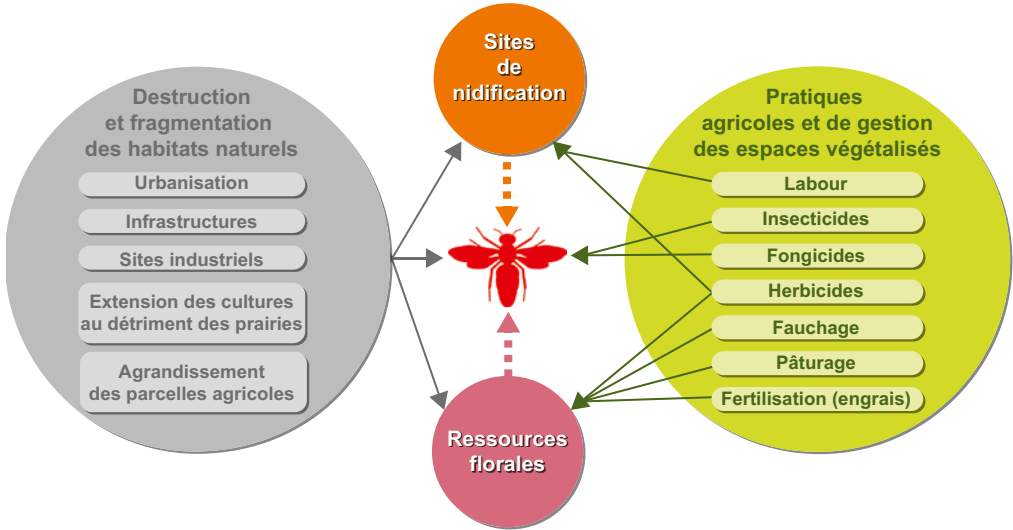 Sites
de
nidification
Destruction
et fragmentation
des habitats naturels
Urbanisation
Infrastructures
Sites industriels
Extension des cultures
au détriment des prairies
Agrandissement
des parcelles agricoles
Pratiques
agricoles et de gestion
des espaces végétalisés
Labour
Insecticides
Fongicides
Herbicides
Fauchage
Pâturage
Fertilisation (engrais)
Ressources
florales